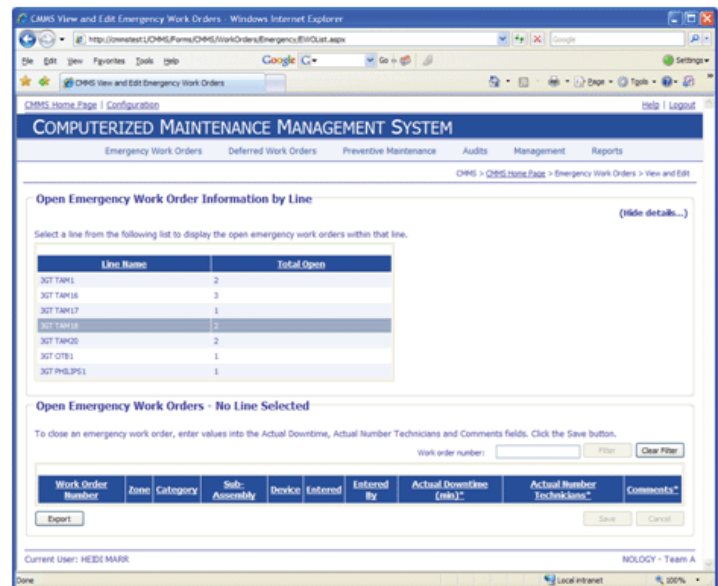 CMMS View and Edit Emergency Work Orders - Windows Internet Explorer
Google
File Edit View Favorites Tools Help
Google G Go Settings
CMMS View and Edit Emergency Work Orders Page Tools
CMMS Home Page | Configuration Help | Logout
COMPUTERIZED MAINTENANCE MANAGEMENT SYSTEM
Emergency Work Orders Deferred Work Orders Preventive Maintenance Audits Management Reports
CMMS > CMMS Home Page > Emergency Work Orders > View and Edit
Open Emergency Work Order Information by Line
(Hide details...)
Select a line from the following list to display the open emergency work orders within that line.
Line Name Total Open
3GT TAM1 2
3GT TAM16 3
3GT TAM17 1
3GT TAM18 2
3GT TAM20 2
3GT OTB1 1
3GT PHILIPS1 1
Open Emergency Work Orders - No Line Selected
To close an emergency work order, enter values into the Actual Downtime, Actual Number Technicians and Comments fields. Click the Save button.
Work order number: Filter Clear Filter
Work Order Number Zone Category Sub-Assembly Device Entered Entered By Actual Downtime (min)* Actual Number Technicians* Comments*
Export Save Cancel
Current User: HEIDI MARR NOLOGY - Team A
Done Local intranet 100%